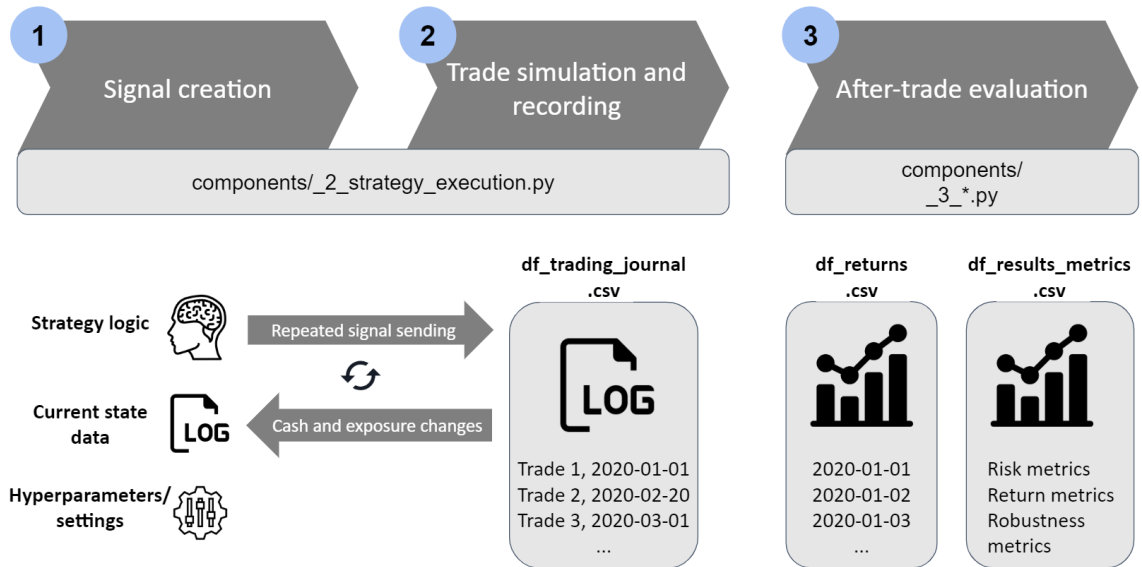 1
Signal creation
2
Trade simulation and
recording
3
After-trade evaluation
components/_2_strategy_execution.py
components/
_3_*.py
Strategy logic
Current state
data
LOG
Hyperparameters/
settings
Repeated signal sending
Cash and exposure changes
df_trading_journal
.csv
LOG
Trade 1, 2020-01-01
Trade 2, 2020-02-20
Trade 3, 2020-03-01
...
df_returns
.csv
2020-01-01
2020-01-02
2020-01-03
...
df_results_metrics
.csv
Risk metrics
Return metrics
Robustness
metrics